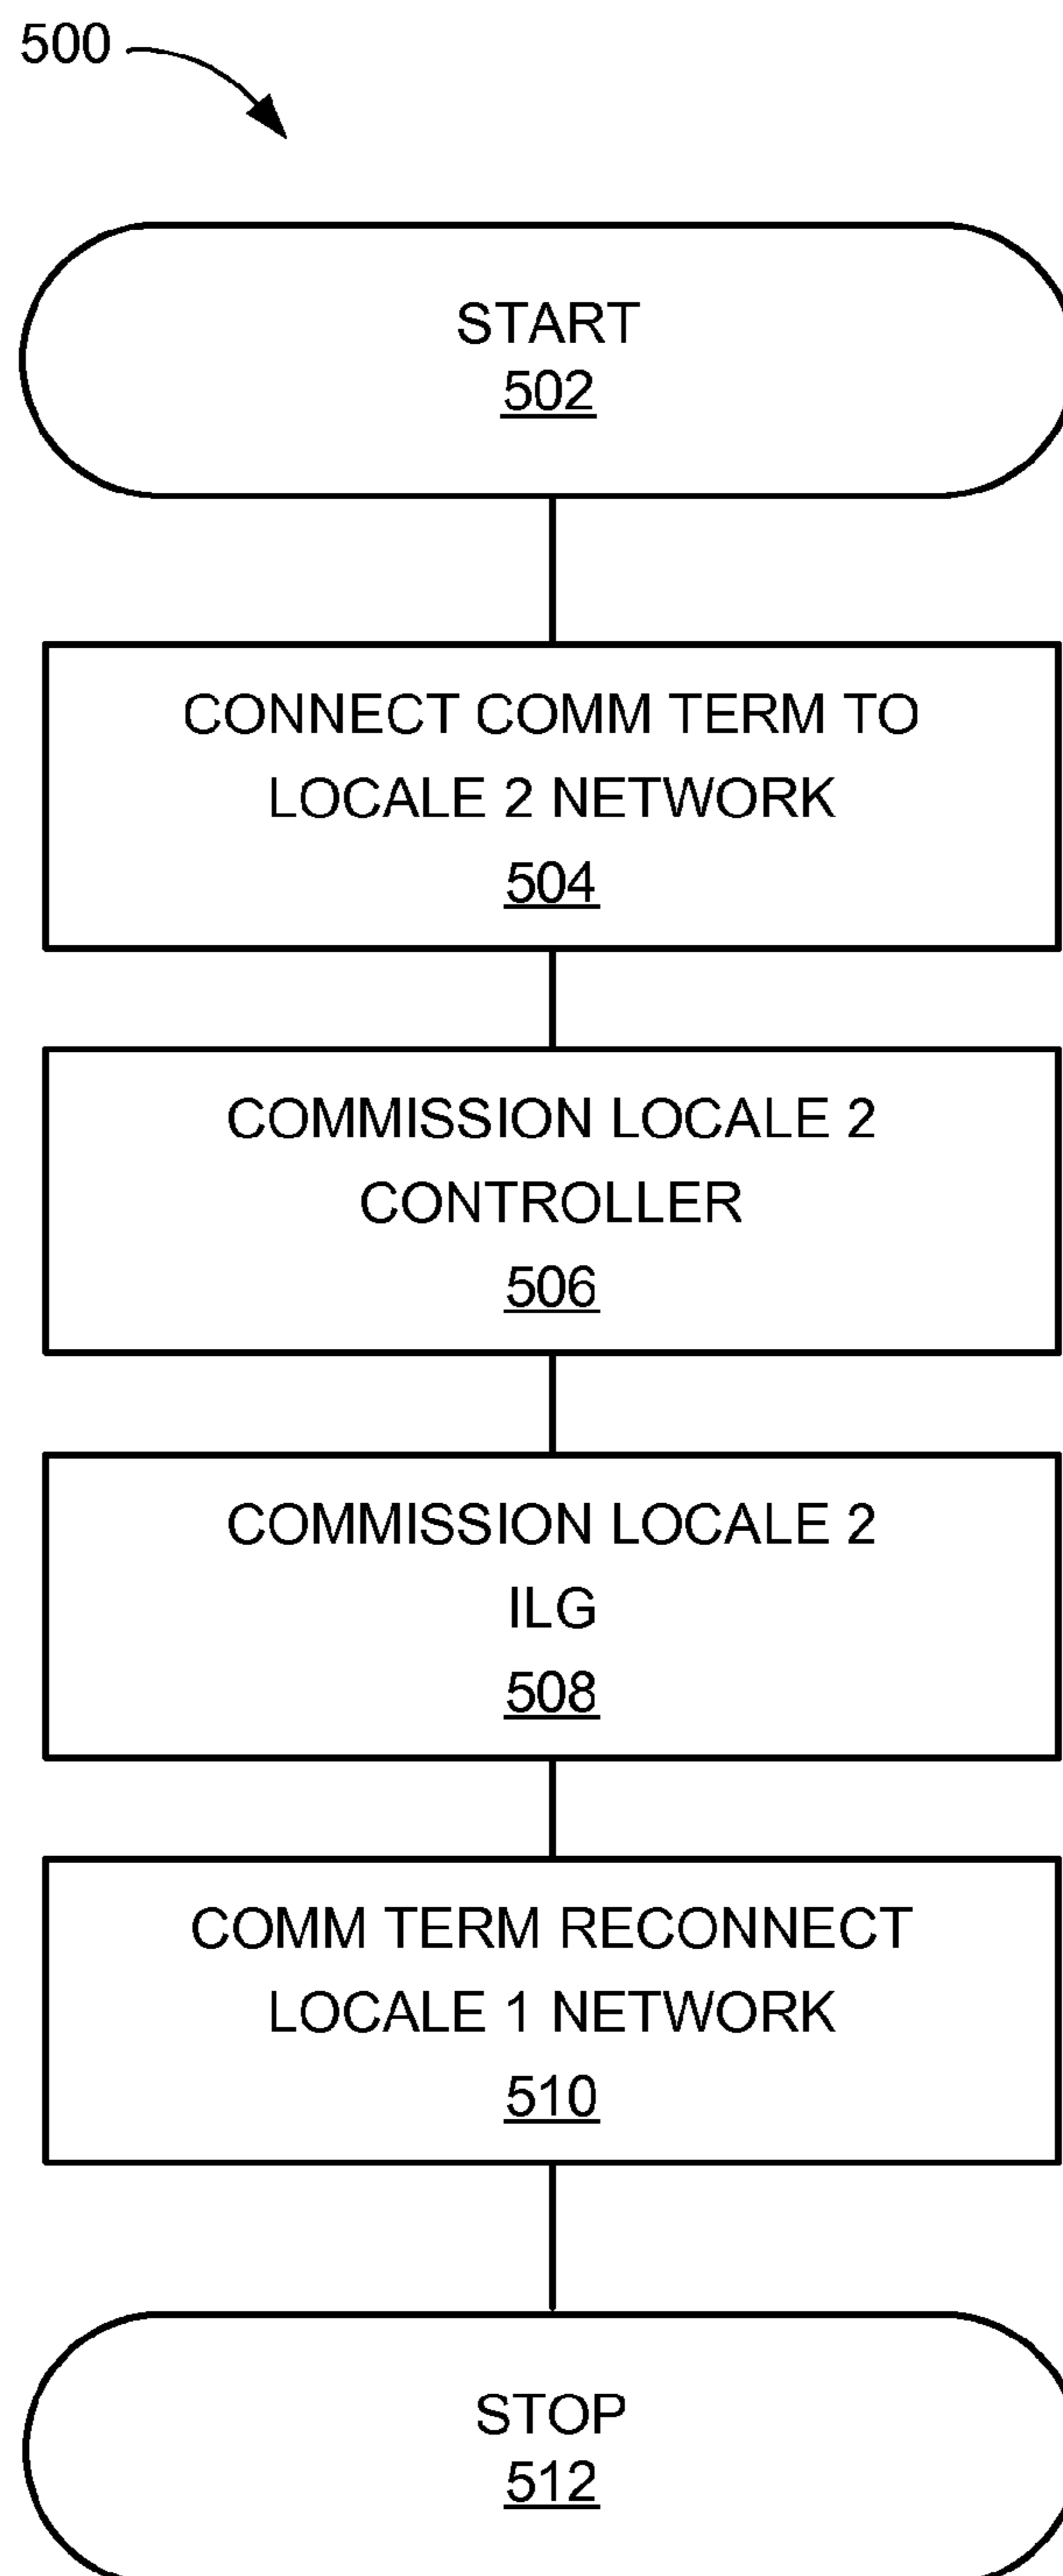 500
START
502
CONNECT COMM TERM TO
LOCALE 2 NETWORK
504
COMMISSION LOCALE 2
CONTROLLER
506
COMMISSION LOCALE 2
ILG
508
COMM TERM RECONNECT
LOCALE 1 NETWORK
510
STOP
512